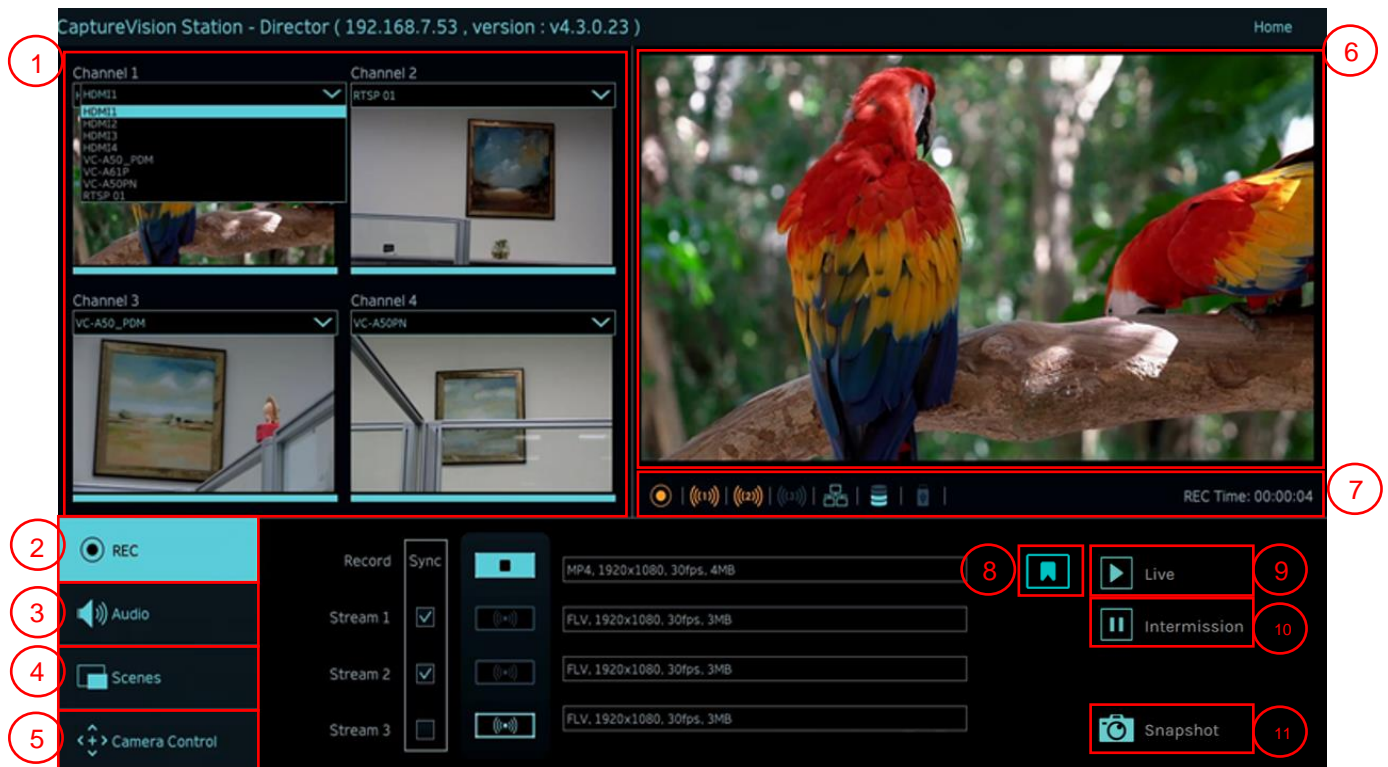 CaptureVision Station - Director ( 192.168.7.53 , version : v4.3.0.23 )
Home
1
6
Channel 1
Channel 2
HDMI1
RTSP 01
HDMI1
HDMI2
HDMI3
HDMI4
VC-A50_PDM
VC-A61P
VC-A50PN
RTSP 01
Channel 3
Channel 4
VC-A50_PDM
VC-A50PN
((1))
((2))
((3))
REC Time: 00:00:04
7
2
REC
3
Audio
4
Scenes
5
Camera Control
Record
Sync
MP4, 1920x1080, 30fps, 4MB
8
Live
9
Stream 1
FLV, 1920x1080, 30fps, 3MB
Intermission
10
Stream 2
FLV, 1920x1080, 30fps, 3MB
Stream 3
FLV, 1920x1080, 30fps, 3MB
Snapshot
11